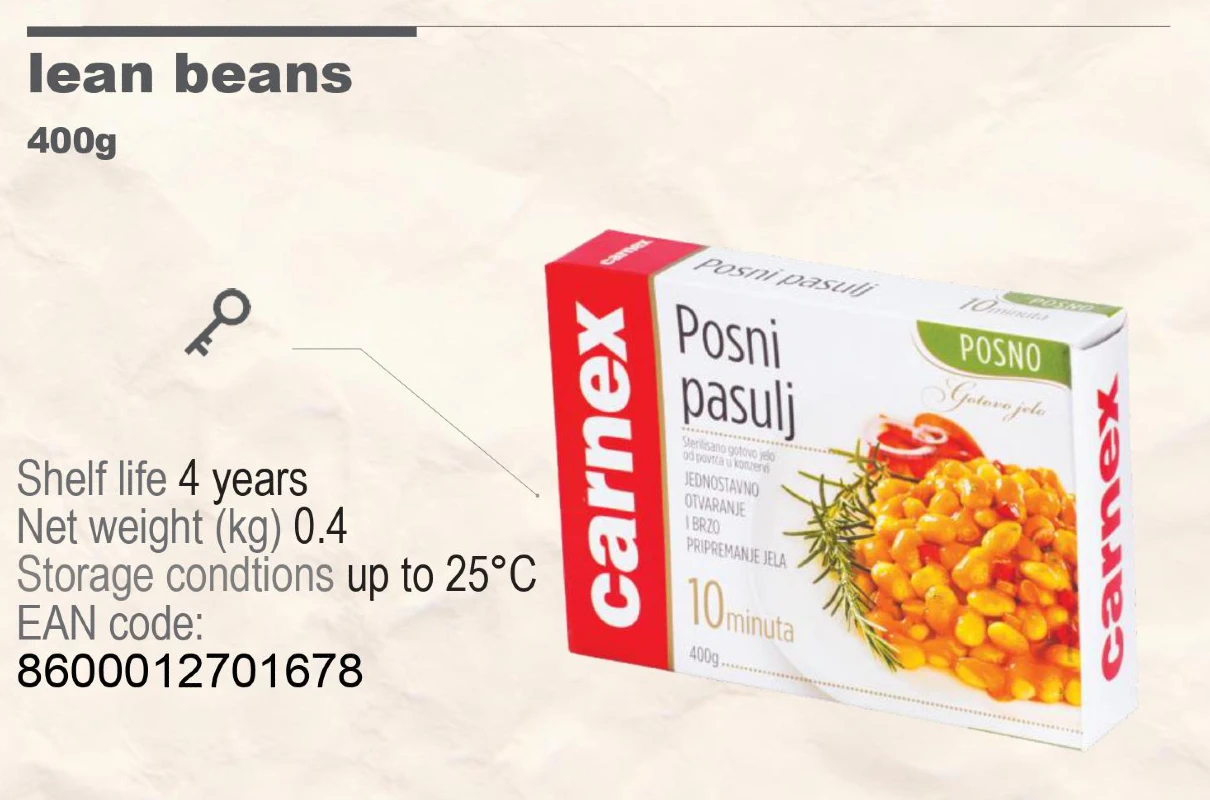 lean beans
400g
Shelf life 4 years
Net weight (kg) 0.4
Storage condtions up to 25°C
EAN code:
8600012701678
carnex
Posni pasulj
10 minuta
POSNO
carnex
Posni
pasulj
POSNO
Gotovo jelo
Sterilisano gotovo jelo
od povrća u konzervi
JEDNOSTAVNO
OTVARANJE
I BRZO
PRIPREMANJE JELA
10 minuta
400g
carnex